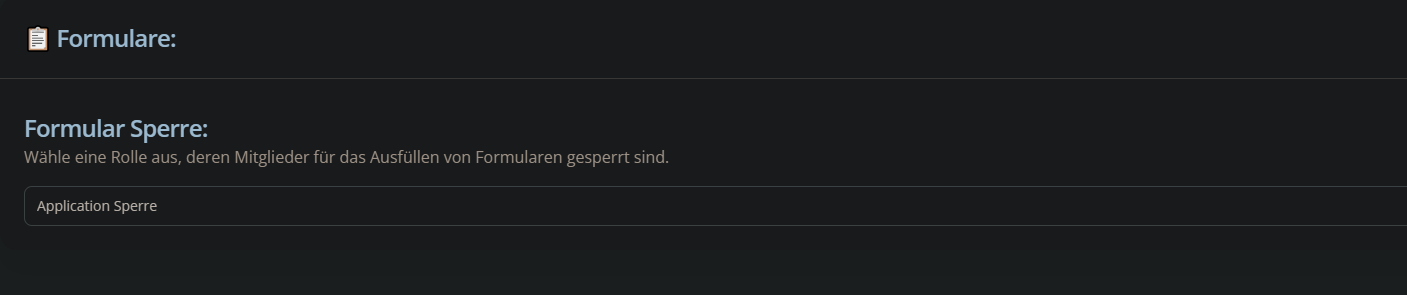 Formulare:
Formular Sperre:
Wähle eine Rolle aus, deren Mitglieder für das Ausfüllen von Formularen gesperrt sind.
Application Sperre